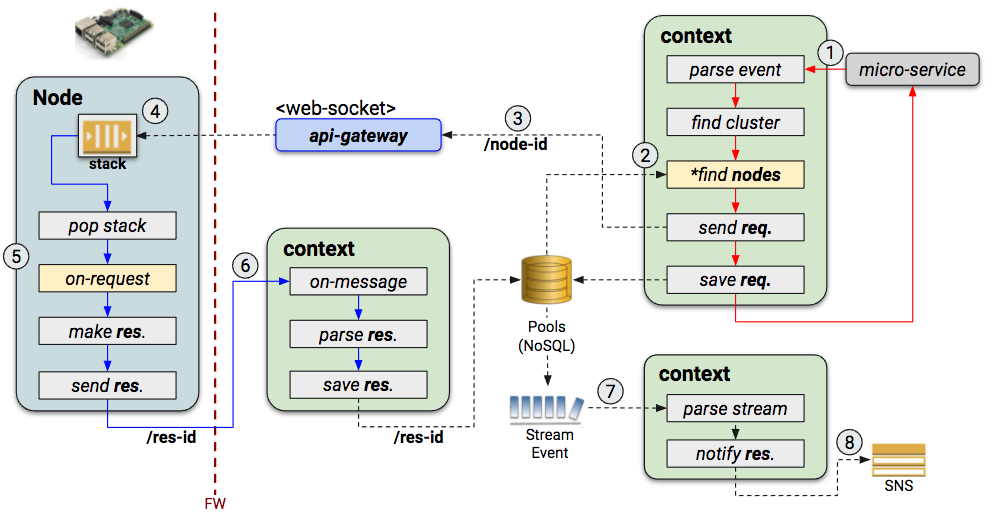 context
1
parse event
micro-service
find cluster
2
*find nodes
send req.
save req.
<web-socket>
api-gateway
3
/node-id
Node
4
stack
pop stack
5
on-request
make res.
send res.
/res-id
FW
6
context
on-message
parse res.
save res.
/res-id
Pools
(NoSQL)
Stream
Event
7
context
parse stream
notify res.
8
SNS